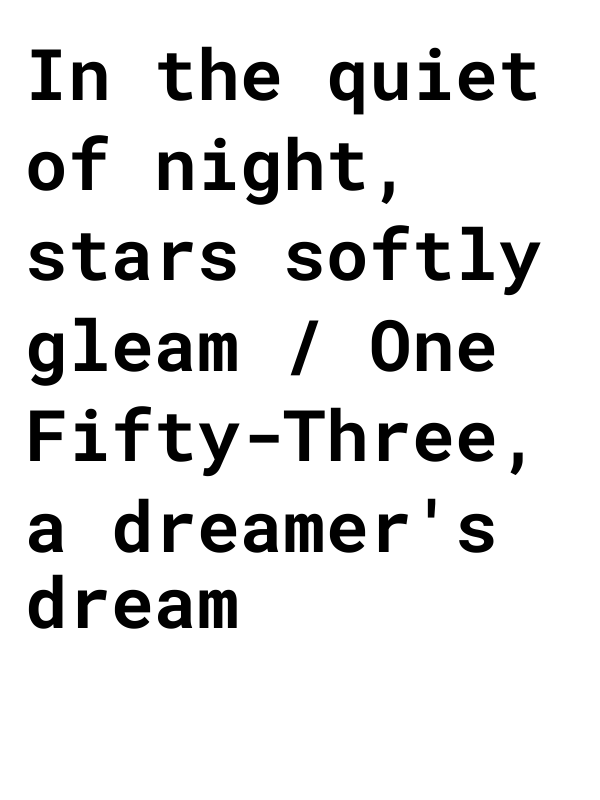 In the quiet
of night,
stars softly
gleam / One
Fifty-Three,
a dreamer's
dream